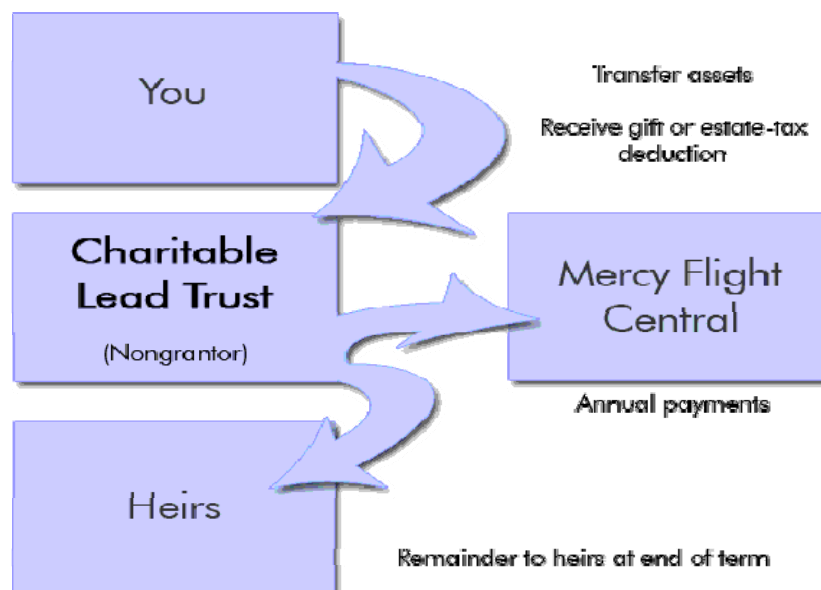 You
Transfer assets
Receive gift or estate-tax
deduction
Charitable
Lead Trust
(Nongrantor)
Mercy Flight
Central
Annual payments
Heirs
Remainder to heirs at end of term